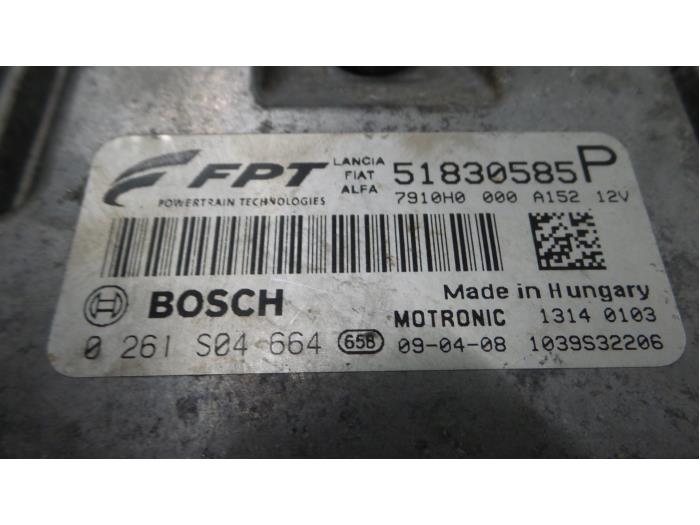 FPT LANCIA FIAT ALFA 51830585P
POWERTRAIN TECHNOLOGIES 7910H0 000 A152 12V
BOSCH Made in Hungary
MOTRONIC 1314 0103
0 261 S04 664 658 09-04-08 1039S32206